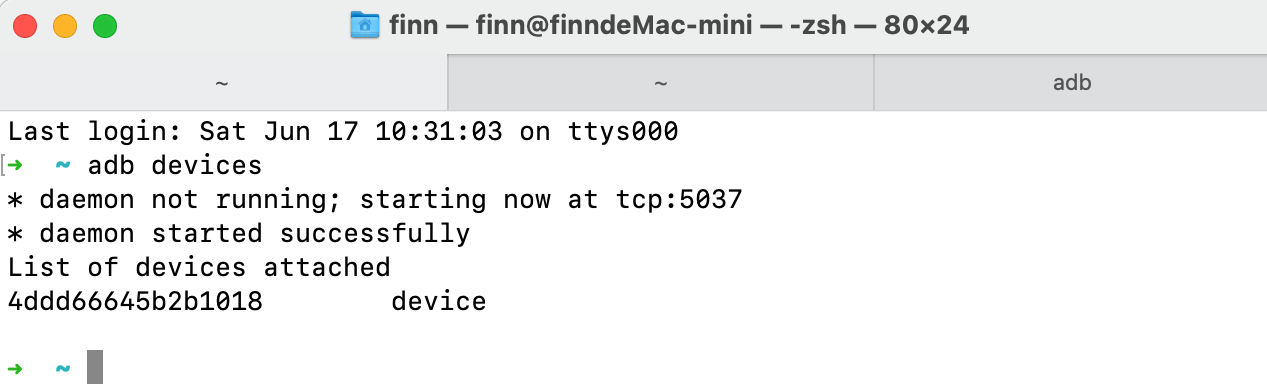 finn — finn@finndeMac-mini — -zsh — 80×24
~ ~ adb
Last login: Sat Jun 17 10:31:03 on ttys000
[➜  ~ adb devices
* daemon not running; starting now at tcp:5037
* daemon started successfully
List of devices attached
4ddd66645b2b1018        device
➜  ~